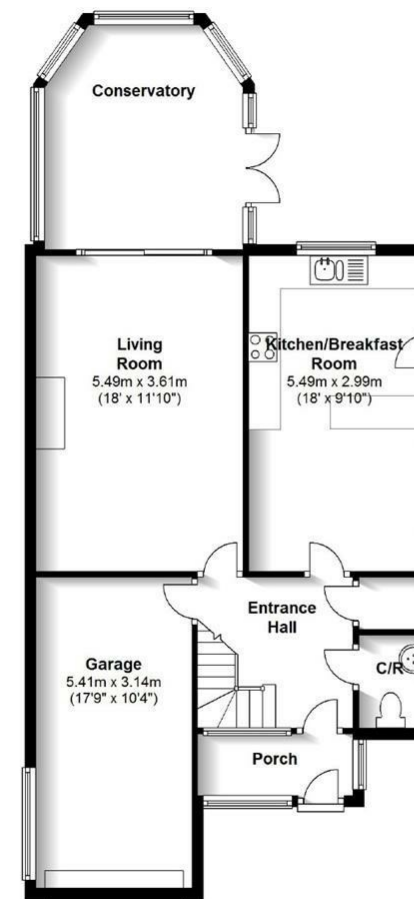 Conservatory
Living
Room
5.49m x 3.61m
(18' x 11'10")
Kitchen/Breakfast
Room
5.49m x 2.99m
(18' x 9'10")
Entrance
Hall
Garage
5.41m x 3.14m
(17'9" x 10'4")
C/R
Porch